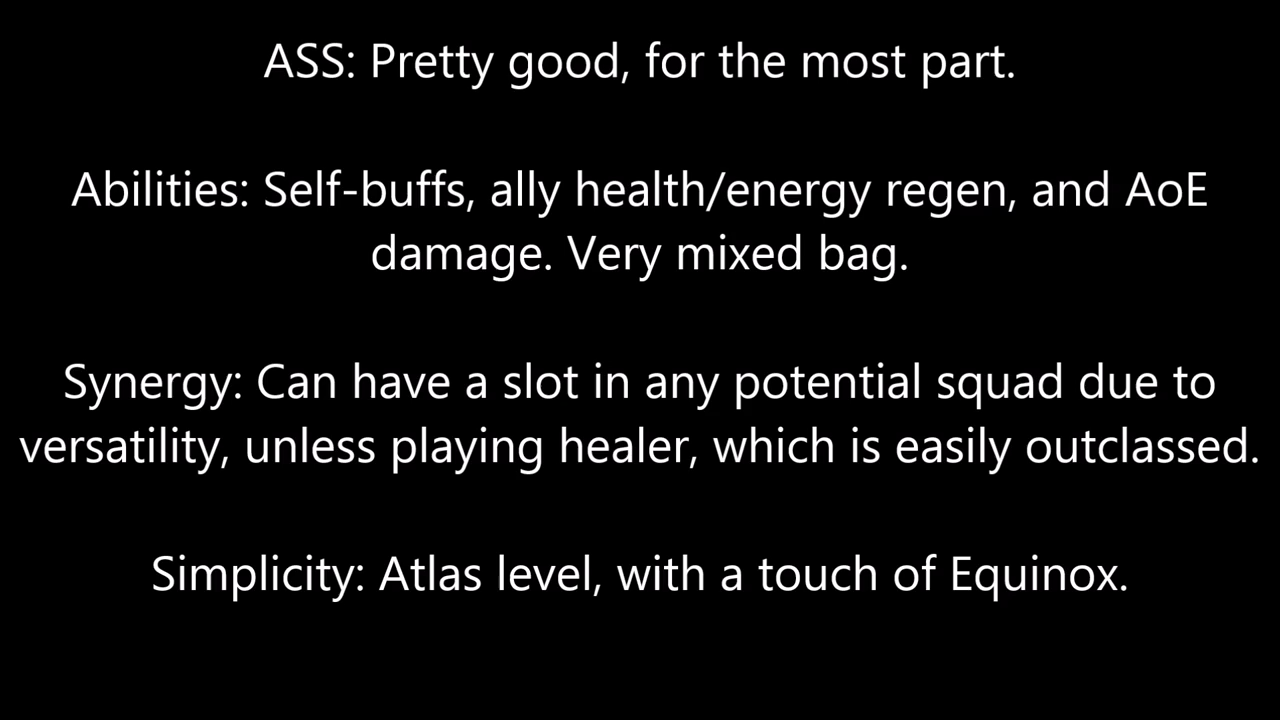 ASS: Pretty good, for the most part.
Abilities: Self-buffs, ally health/energy regen, and AoE
damage. Very mixed bag.
Synergy: Can have a slot in any potential squad due to
versatility, unless playing healer, which is easily outclassed.
Simplicity: Atlas level, with a touch of Equinox.